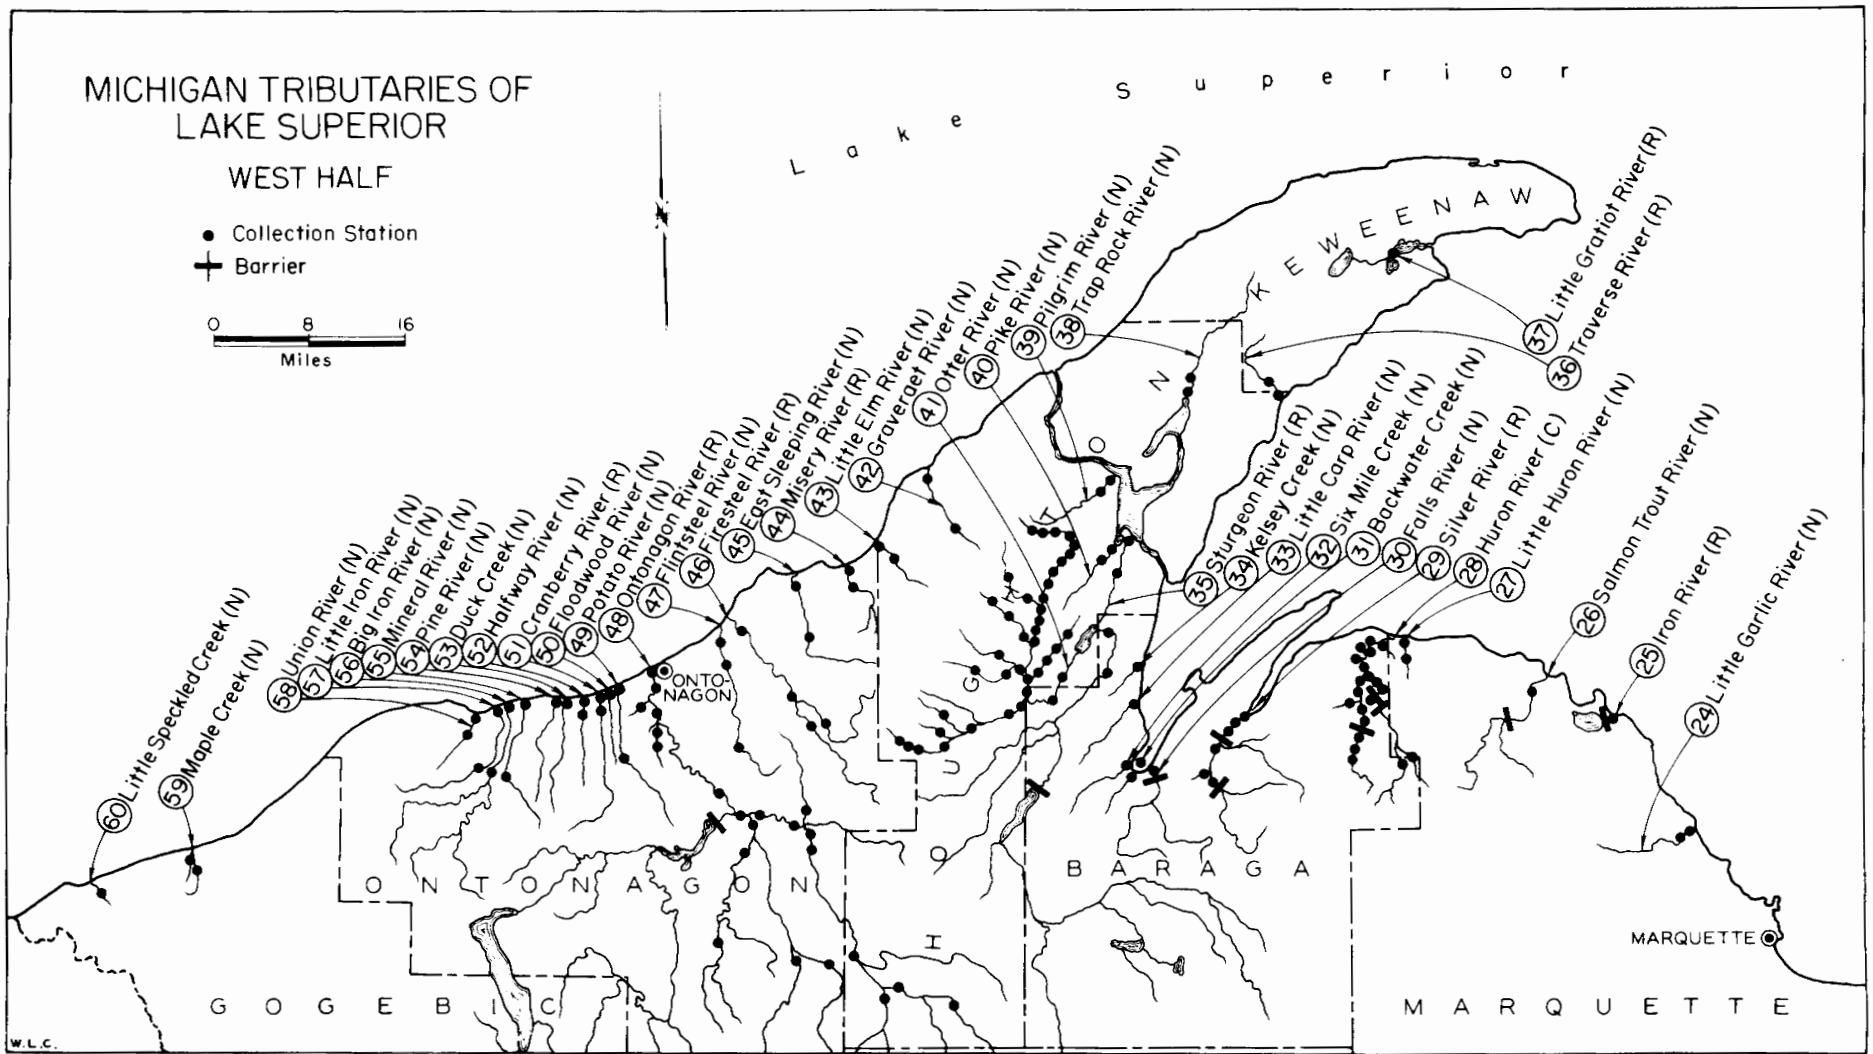 MICHIGAN TRIBUTARIES OF
LAKE SUPERIOR
WEST HALF
Collection Station
Barrier
0 8 16
Miles
N
Lake Superior
KEWEENAW
HOUGHTON
ONTONAGON
GOGEBIC
BARAGA
MARQUETTE
ONTO-
NAGON
MARQUETTE
60 Little Speckled Creek (N)
59 Maple Creek (N)
58 Union River (N)
57 Little Iron River (N)
56 Big Iron River (N)
55 Mineral River (N)
54 Pine River (N)
53 Duck Creek (N)
52 Halfway River (N)
51 Cranberry River (R)
50 Floodwood River (N)
49 Potato River (N)
48 Ontonagon River (R)
47 Flintsteel River (N)
46 Firesteel River (R)
45 East Sleeping River (N)
44 Misery River (R)
43 Little Elm River (N)
42 Graveraet River (N)
41 Otter River (N)
40 Pike River (N)
39 Pilgrim River (N)
38 Trap Rock River (N)
37 Little Gratiot River (R)
36 Traverse River (R)
35 Sturgeon River (R)
34 Kelsey Creek (N)
33 Little Carp River (N)
32 Six Mile Creek (N)
31 Backwater Creek (N)
30 Falls River (N)
29 Silver River (R)
28 Huron River (C)
27 Little Huron River (N)
26 Salmon Trout River (N)
25 Iron River (R)
24 Little Garlic River (N)
W.L.C.